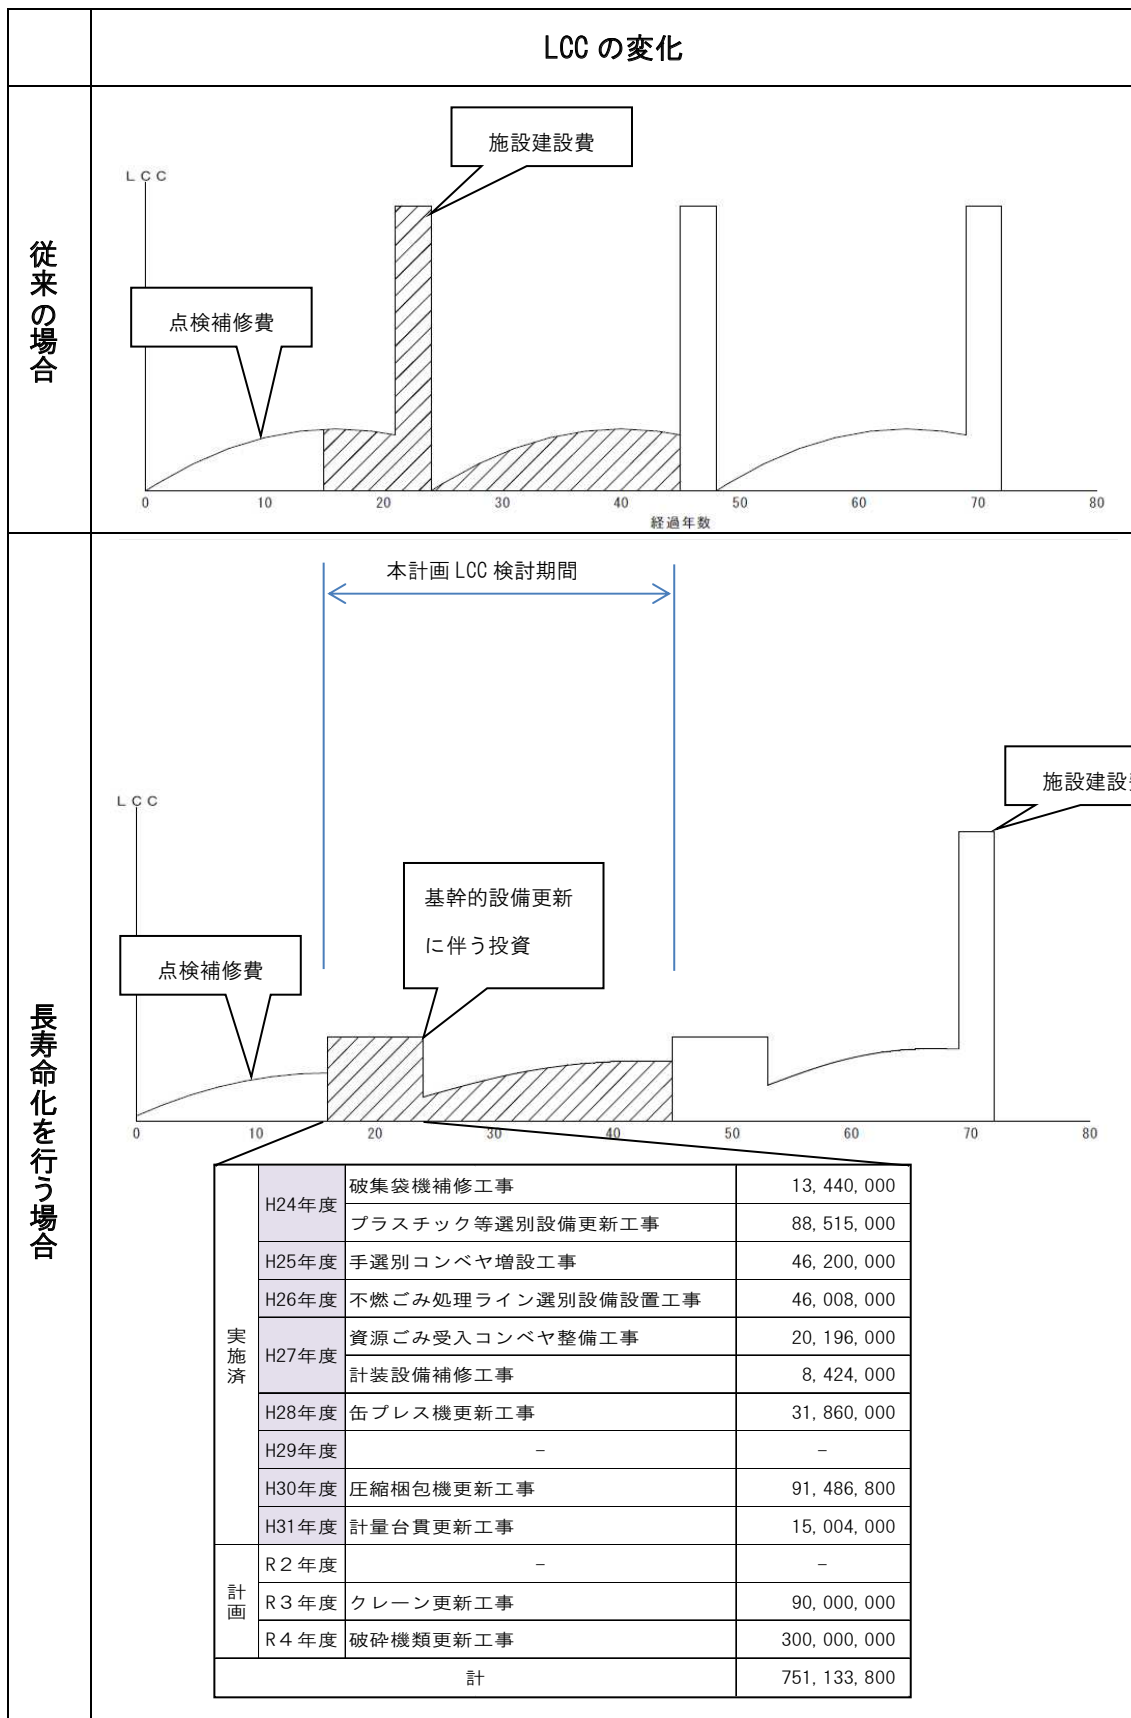 LCC の変化
従来の場合
施設建設費
LCC
点検補修費
0 10 20 30 40 50 60 70 80
経過年数
長寿命化を行う場合
本計画 LCC 検討期間
施設建設
LCC
基幹的設備更新
に伴う投資
点検補修費
0 10 20 30 40 50 60 70 80
実施済
H24年度 破集袋機補修工事 13,440,000
プラスチック等選別設備更新工事 88,515,000
H25年度 手選別コンベヤ増設工事 46,200,000
H26年度 不燃ごみ処理ライン選別設備設置工事 46,008,000
H27年度 資源ごみ受入コンベヤ整備工事 20,196,000
計装設備補修工事 8,424,000
H28年度 缶プレス機更新工事 31,860,000
H29年度 － －
H30年度 圧縮梱包機更新工事 91,486,800
H31年度 計量台貫更新工事 15,004,000
計画
R２年度 － －
R３年度 クレーン更新工事 90,000,000
R４年度 破砕機類更新工事 300,000,000
計 751,133,800